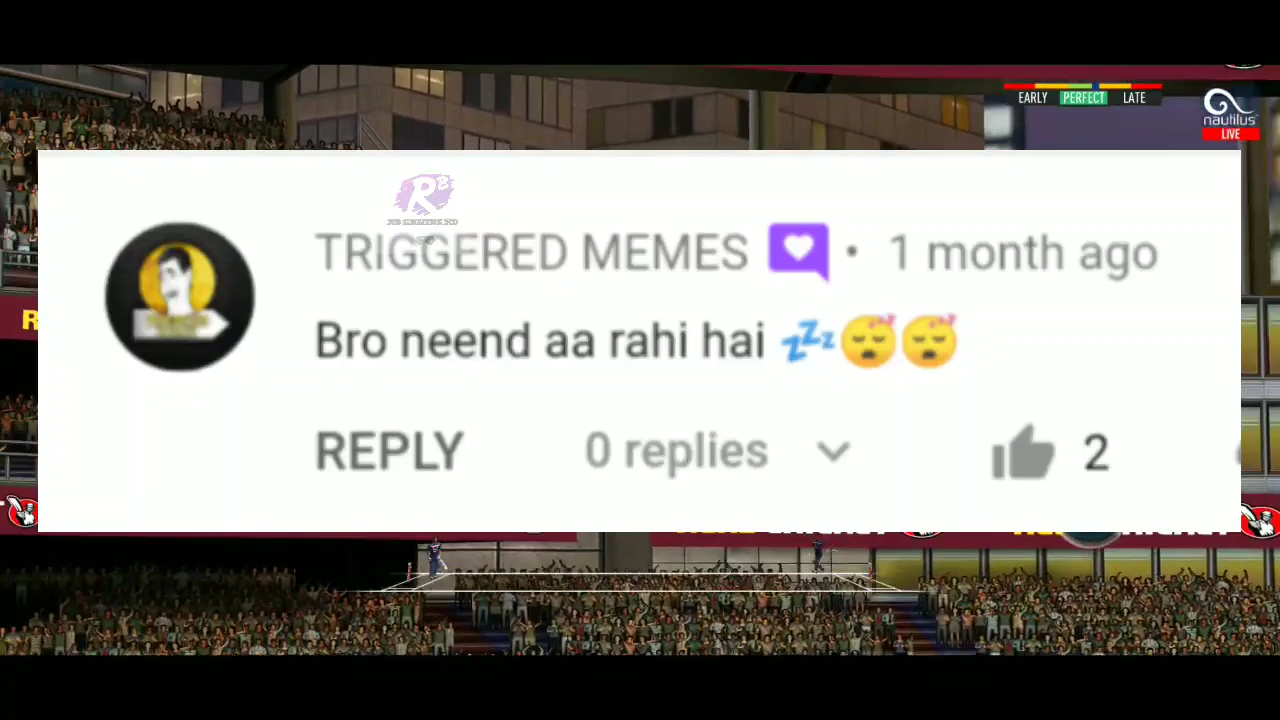 EARLY PERFECT LATE
nautilus
LIVE
RB
TRIGGERED MEMES • 1 month ago
Bro neend aa rahi hai
REPLY 0 replies 2